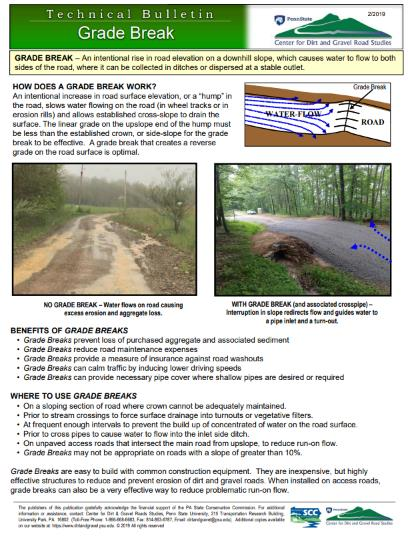 Technical Bulletin
Grade Break
PennState
2/2019
Center for Dirt and Gravel Road Studies
GRADE BREAK – An intentional rise in road elevation on a downhill slope, which causes water to flow to both
sides of the road, where it can be collected in ditches or dispersed at a stable outlet.
HOW DOES A GRADE BREAK WORK?
An intentional increase in road surface elevation, or a “hump” in
the road, slows water flowing on the road (in wheel tracks or in
erosion rills) and allows established cross-slope to drain the
surface. The linear grade on the upslope end of the hump must
be less than the established crown, or side-slope for the grade
break to be effective. A grade break that creates a reverse
grade on the road surface is optimal.
Grade Break
WATER FLOW
ROAD
NO GRADE BREAK – Water flows on road causing
excess erosion and aggregate loss.
WITH GRADE BREAK (and associated crosspipe) –
Interruption in slope redirects flow and guides water to
a pipe inlet and a turn-out.
BENEFITS OF GRADE BREAKS
• Grade Breaks prevent loss of purchased aggregate and associated sediment
• Grade Breaks reduce road maintenance expenses
• Grade Breaks provide a measure of insurance against road washouts
• Grade Breaks can calm traffic by inducing lower driving speeds
• Grade Breaks can provide necessary pipe cover where shallow pipes are desired or required
WHERE TO USE GRADE BREAKS
• On a sloping section of road where crown cannot be adequately maintained.
• Prior to stream crossings to force surface drainage into turnouts or vegetative filters.
• At frequent enough intervals to prevent the build up of concentrated of water on the road surface.
• Prior to cross pipes to cause water to flow into the inlet side ditch.
• On unpaved access roads that intersect the main road from upslope, to reduce run-on flow.
• Grade Breaks may not be appropriate on roads with a slope of greater than 10%.
Grade Breaks are easy to build with common construction equipment. They are inexpensive, but highly
effective structures to reduce and prevent erosion of dirt and gravel roads. When installed on access roads,
grade breaks can also be a very effective way to reduce problematic run-on flow.
The publishers of this publication gratefully acknowledge the financial support of the PA State Conservation Commission. For additional
information or assistance, contact: Center for Dirt & Gravel Roads Studies, Penn State University, 215 Transportation Research Building,
University Park, PA 16802 (Toll-Free Phone: 1-866-668-6683, Fax: 814-863-6787, Email: dirtandgravel@psu.edu). Additional copies available
on our website at: https://www.dirtandgravel.psu.edu. © 2019 All rights reserved
SCC
PennState
Center for Dirt and Gravel Road Studies